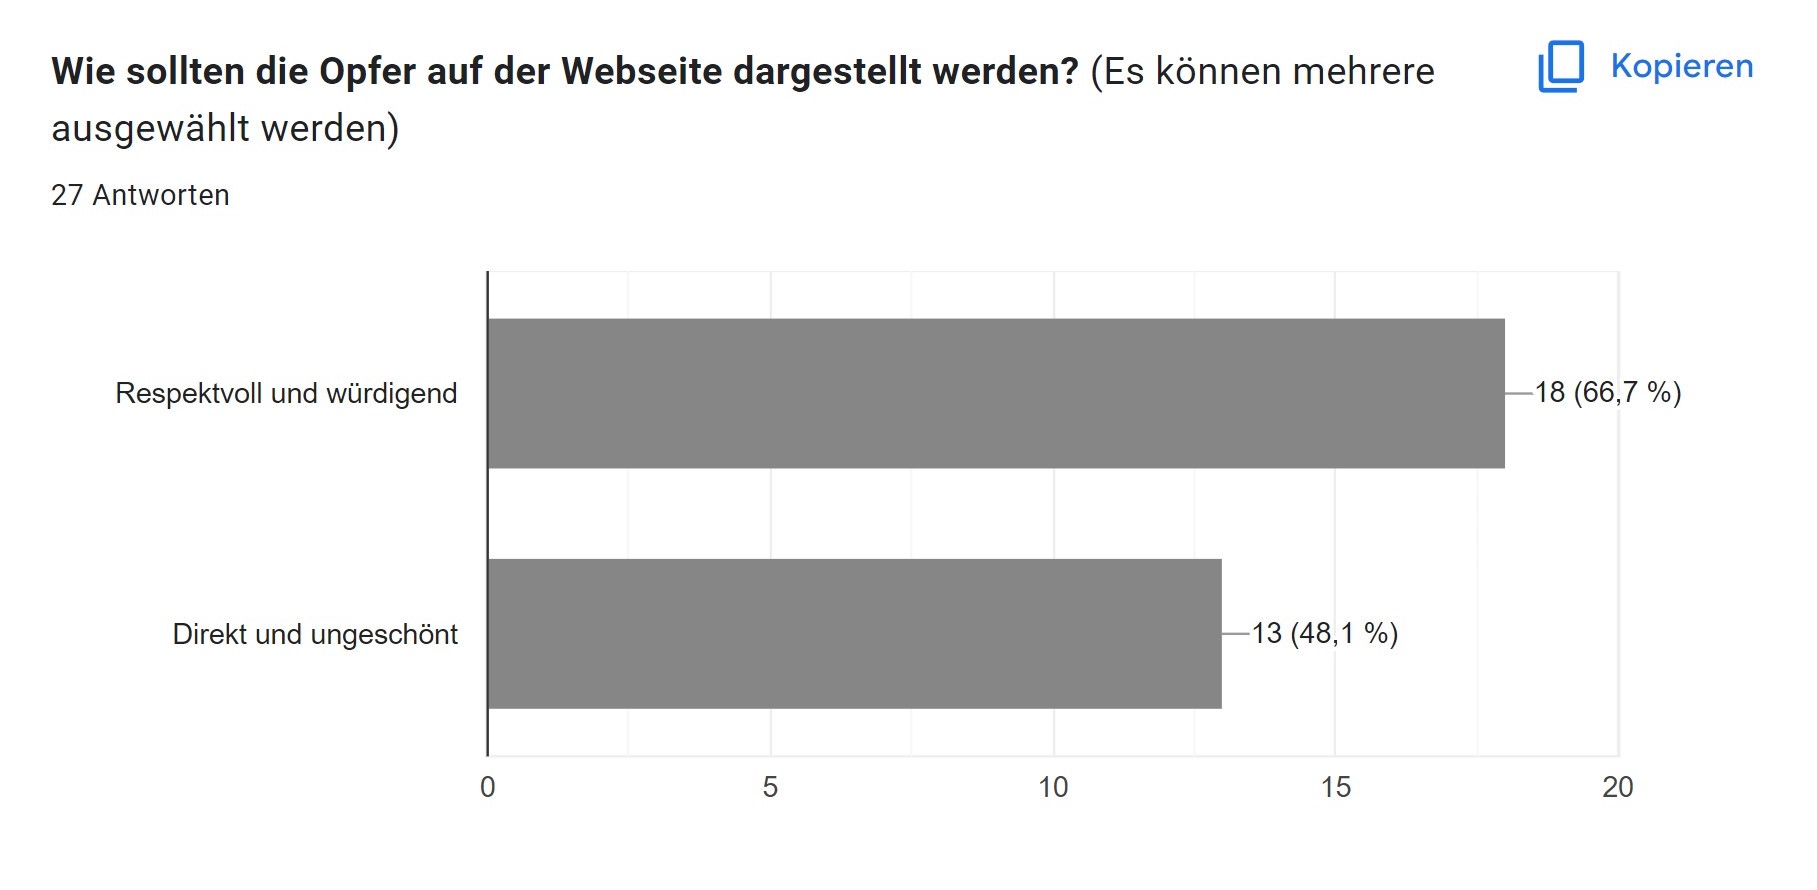 Wie sollten die Opfer auf der Webseite dargestellt werden? (Es können mehrere
ausgewählt werden)
Kopieren
27 Antworten
Respektvoll und würdigend
18 (66,7 %)
Direkt und ungeschönt
13 (48,1 %)
0 5 10 15 20